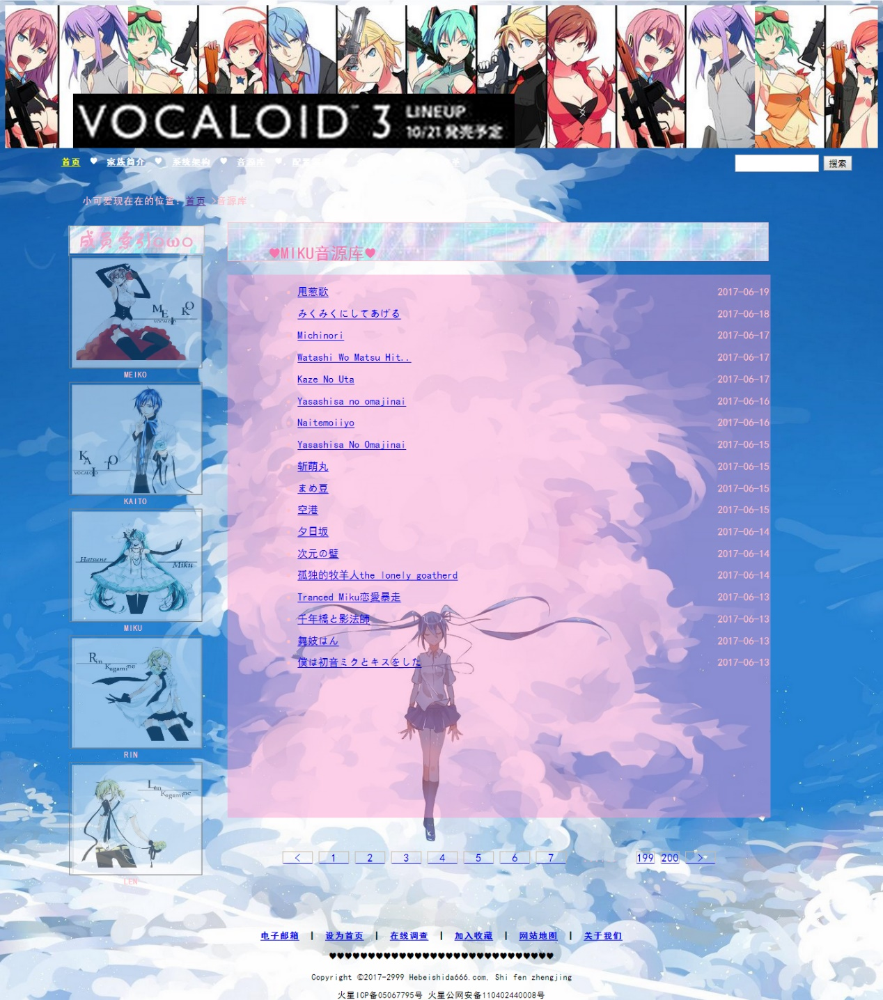 VOCALOID™ 3 LINEUP
10/21 発売予定
首页 ♥ 家族简介 ♥ 系统架构 ♥ 音源库 ♥ 配
搜索
小可爱现在在的位置：首页 >音源库
成员索引oωo
♥MIKU音源库♥
MEIKO
VOCALOID
MEIKO
KAITO
VOCALOID
KAITO
Hatsune Miku
MIKU
Rin Kagamine
RIN
Len Kagamine
LEN
甩葱歌 2017-06-19
みくみくにしてあげる 2017-06-18
Michinori 2017-06-17
Watashi Wo Matsu Hit.. 2017-06-17
Kaze No Uta 2017-06-17
Yasashisa no omajinai 2017-06-16
Naitemoiiyo 2017-06-16
Yasashisa No Omajinai 2017-06-15
斩萌丸 2017-06-15
まめ豆 2017-06-15
空港 2017-06-15
夕日坂 2017-06-14
次元の壁 2017-06-14
孤独的牧羊人the lonely goatherd 2017-06-14
Tranced Miku恋愛暴走 2017-06-13
千年橋と影法師 2017-06-13
舞妓はん 2017-06-13
僕は初音ミクとキスをした 2017-06-13
< 1 2 3 4 5 6 7 199 200 >
电子邮箱 | 设为首页 | 在线调查 | 加入收藏 | 网站地图 | 关于我们
♥♥♥♥♥♥♥♥♥♥♥♥♥♥♥♥♥♥♥♥♥♥♥♥♥♥♥♥♥
Copyright ©2017-2999 Hebeishida666.com, Shi fen zhengjing
火星ICP备05067795号 火星公网安备110402440008号